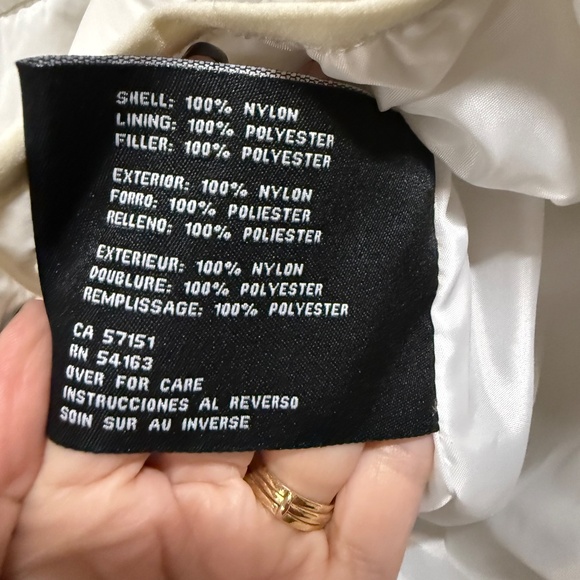 SHELL: 100% NYLON
LINING: 100% POLYESTER
FILLER: 100% POLYESTER
EXTERIOR: 100% NYLON
FORRO: 100% POLIESTER
RELLENO: 100% POLIESTER
EXTERIEUR: 100% NYLON
DOUBLURE: 100% POLYESTER
REMPLISSAGE: 100% POLYESTER
CA 57151
RN 54163
OVER FOR CARE
INSTRUCCIONES AL REVERSO
SOIN SUR AU INVERSE